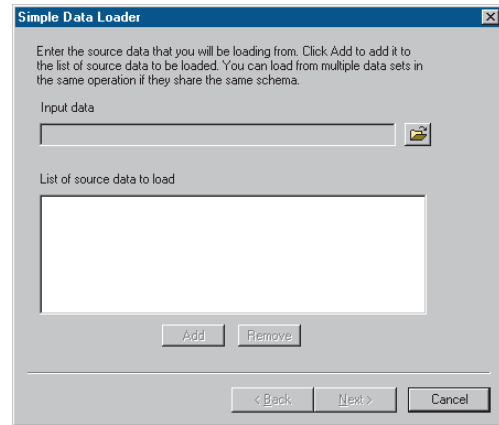 Simple Data Loader
Enter the source data that you will be loading from. Click Add to add it to
the list of source data to be loaded. You can load from multiple data sets in
the same operation if they share the same schema.
Input data
List of source data to load
Add Remove
< Back Next > Cancel